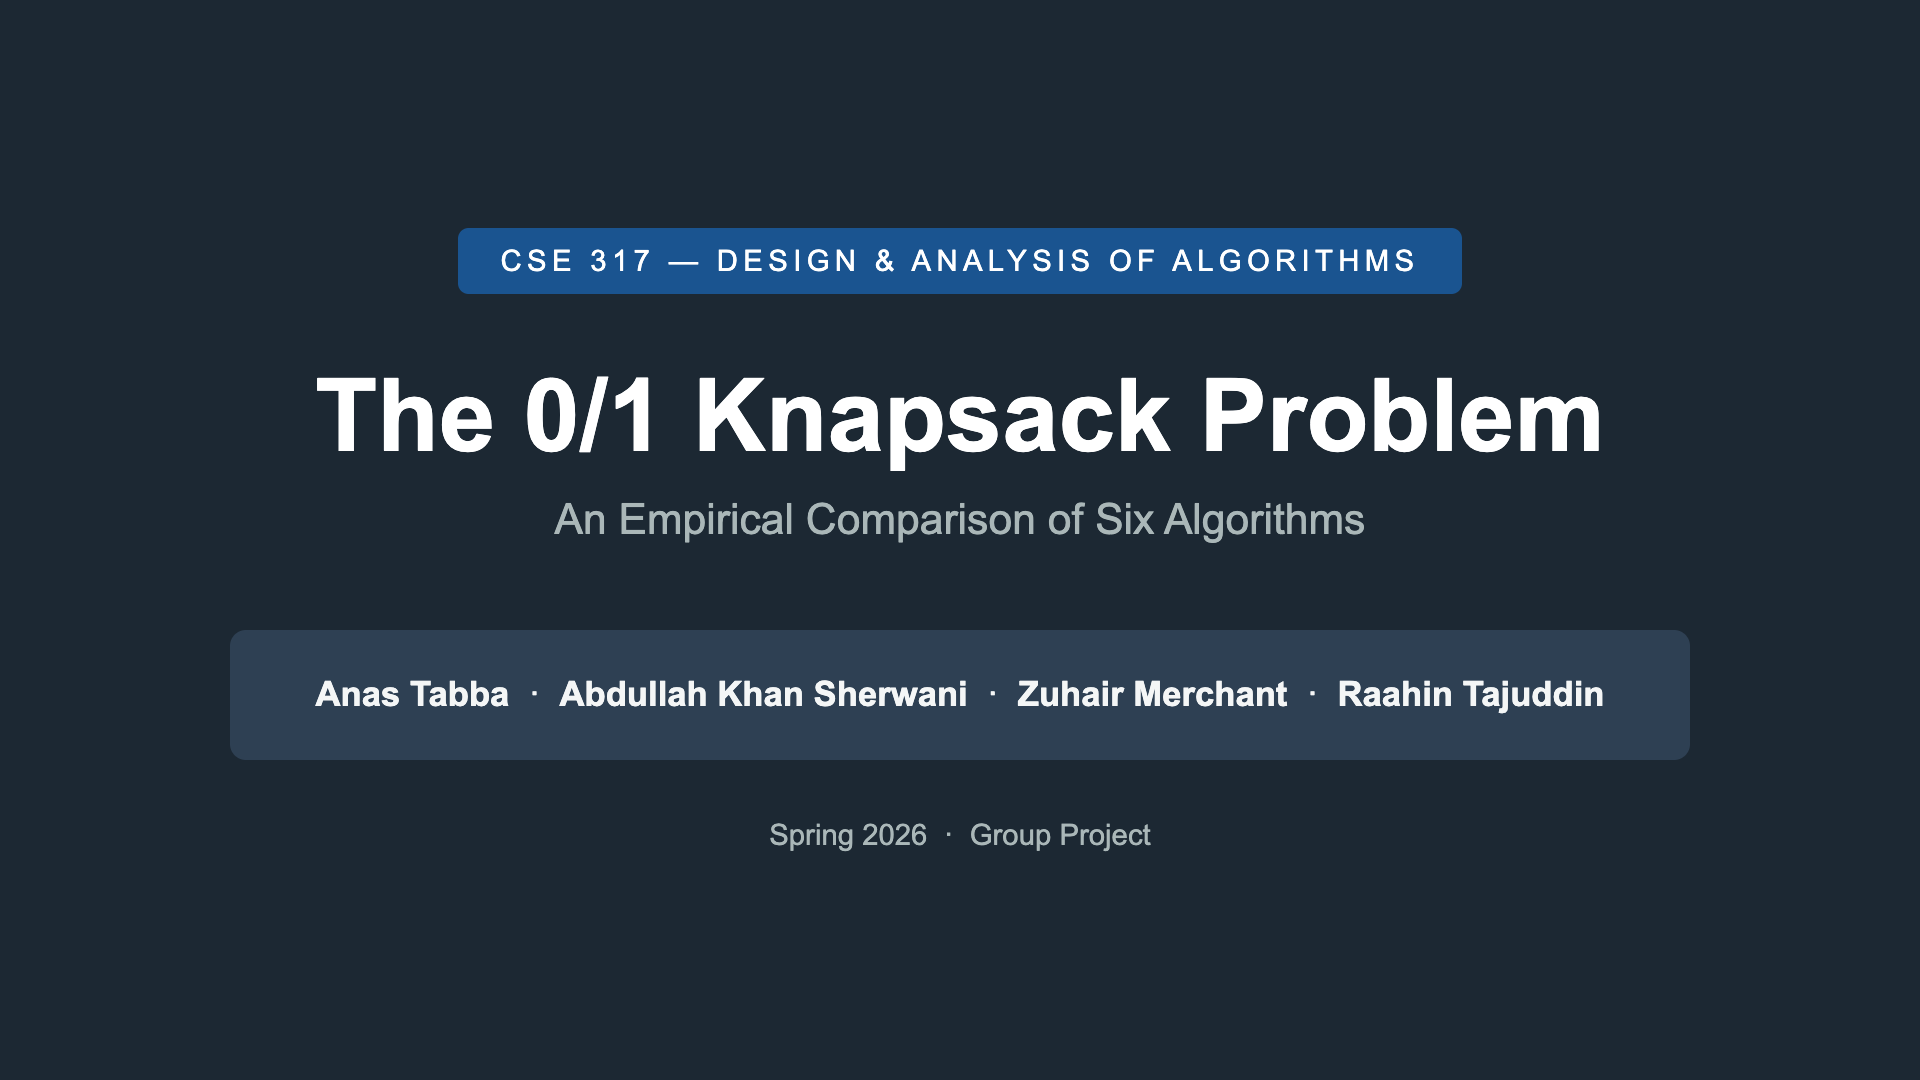 CSE 317 — DESIGN & ANALYSIS OF ALGORITHMS
The 0/1 Knapsack Problem
An Empirical Comparison of Six Algorithms
Anas Tabba · Abdullah Khan Sherwani · Zuhair Merchant · Raahin Tajuddin
Spring 2026 · Group Project